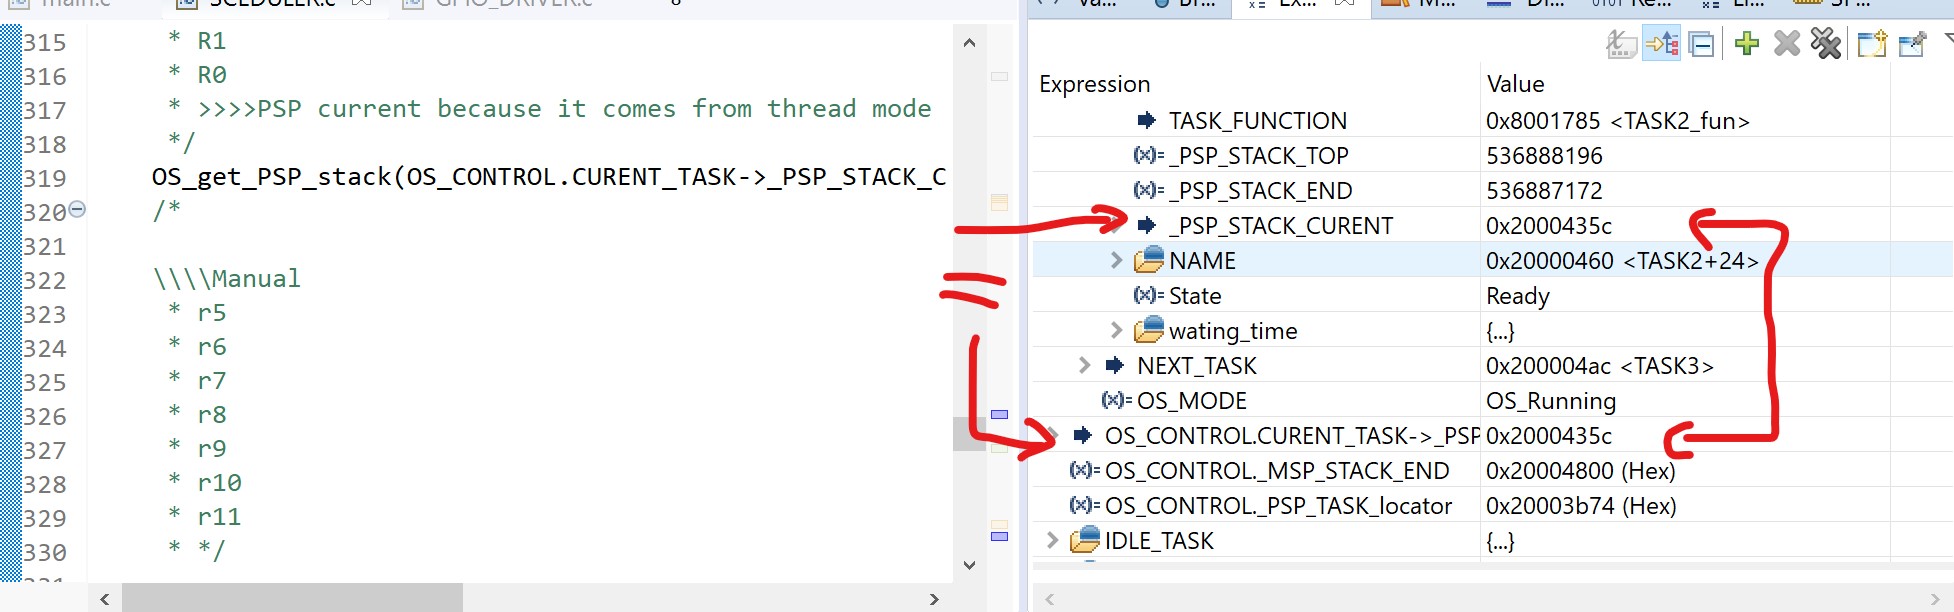 main.c
SCEDULER.c
GPIO_DRIVER.c
8
315 * R1
316 * R0
317 * >>>>PSP current because it comes from thread mode
318 */
319 OS_get_PSP_stack(OS_CONTROL.CURENT_TASK->_PSP_STACK_C
320 /*
321
322 \\\\Manual
323 * r5
324 * r6
325 * r7
326 * r8
327 * r9
328 * r10
329 * r11
330 * */
331
Va...
Br...
Ex...
M...
Di...
Re...
Li...
SF...
Expression Value
TASK_FUNCTION 0x8001785 <TASK2_fun>
(x)= _PSP_STACK_TOP 536888196
(x)= _PSP_STACK_END 536887172
_PSP_STACK_CURENT 0x2000435c
NAME 0x20000460 <TASK2+24>
(x)= State Ready
wating_time {...}
NEXT_TASK 0x200004ac <TASK3>
(x)= OS_MODE OS_Running
OS_CONTROL.CURENT_TASK->_PSP 0x2000435c
(x)= OS_CONTROL._MSP_STACK_END 0x20004800 (Hex)
(x)= OS_CONTROL._PSP_TASK_locator 0x20003b74 (Hex)
IDLE_TASK {...}